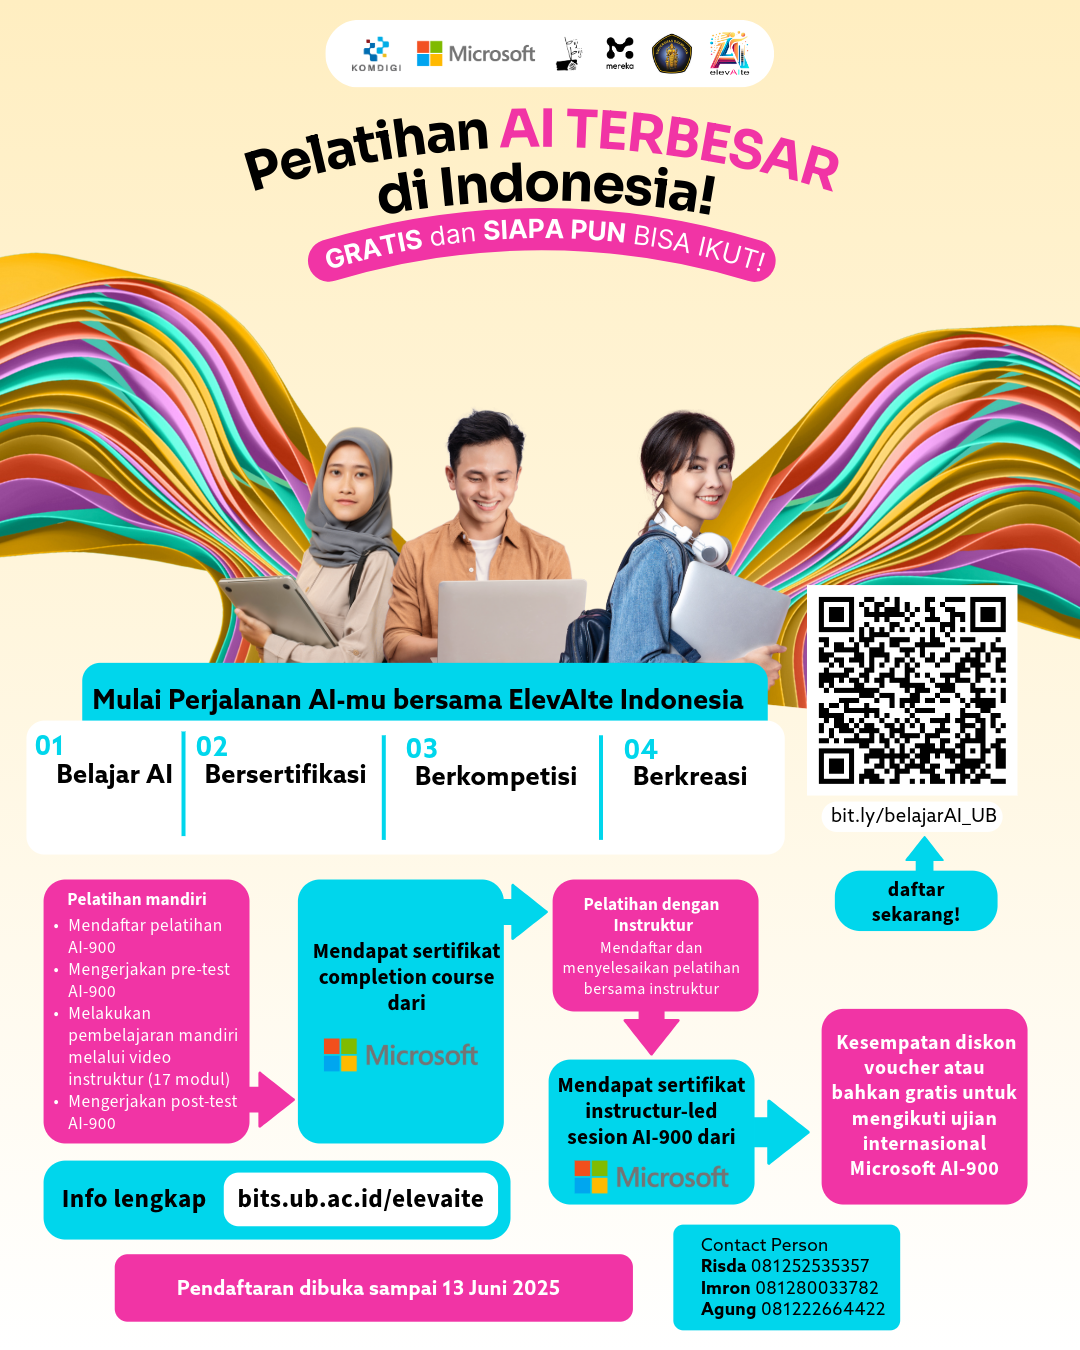 KOMDIGI
Microsoft
mereka
elevAIte
Pelatihan AI TERBESAR
di Indonesia!
GRATIS dan SIAPA PUN BISA IKUT!
Mulai Perjalanan AI-mu bersama ElevAIte Indonesia
01
Belajar AI
02
Bersertifikasi
03
Berkompetisi
04
Berkreasi
bit.ly/belajarAI_UB
daftar
sekarang!
Pelatihan mandiri
• Mendaftar pelatihan
AI-900
• Mengerjakan pre-test
AI-900
• Melakukan
pembelajaran mandiri
melalui video
instruktur (17 modul)
• Mengerjakan post-test
AI-900
Mendapat sertifikat
completion course
dari
Microsoft
Pelatihan dengan
Instruktur
Mendaftar dan
menyelesaikan pelatihan
bersama instruktur
Mendapat sertifikat
instructur-led
sesion AI-900 dari
Microsoft
Kesempatan diskon
voucher atau
bahkan gratis untuk
mengikuti ujian
internasional
Microsoft AI-900
Info lengkap
bits.ub.ac.id/elevaite
Pendaftaran dibuka sampai 13 Juni 2025
Contact Person
Risda 081252535357
Imron 081280033782
Agung 081222664422